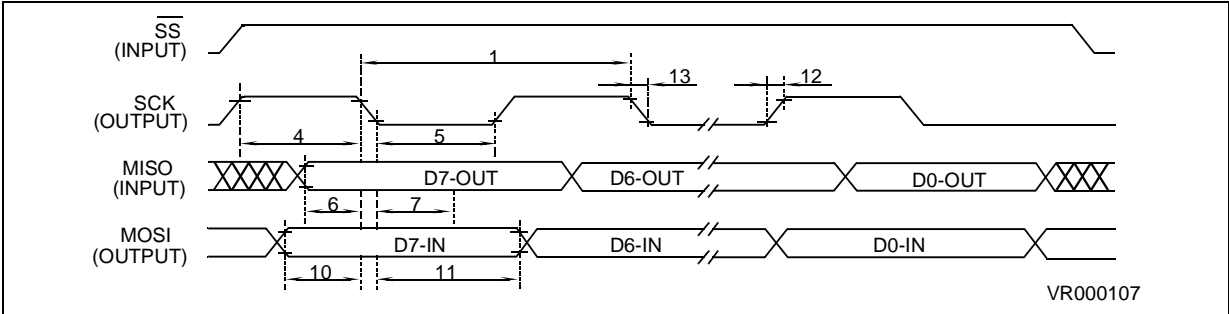 SS
(INPUT)
1
13
12
SCK
(OUTPUT)
4
5
MISO
(INPUT)
D7-OUT
D6-OUT
D0-OUT
6
7
MOSI
(OUTPUT)
D7-IN
D6-IN
D0-IN
10
11
VR000107